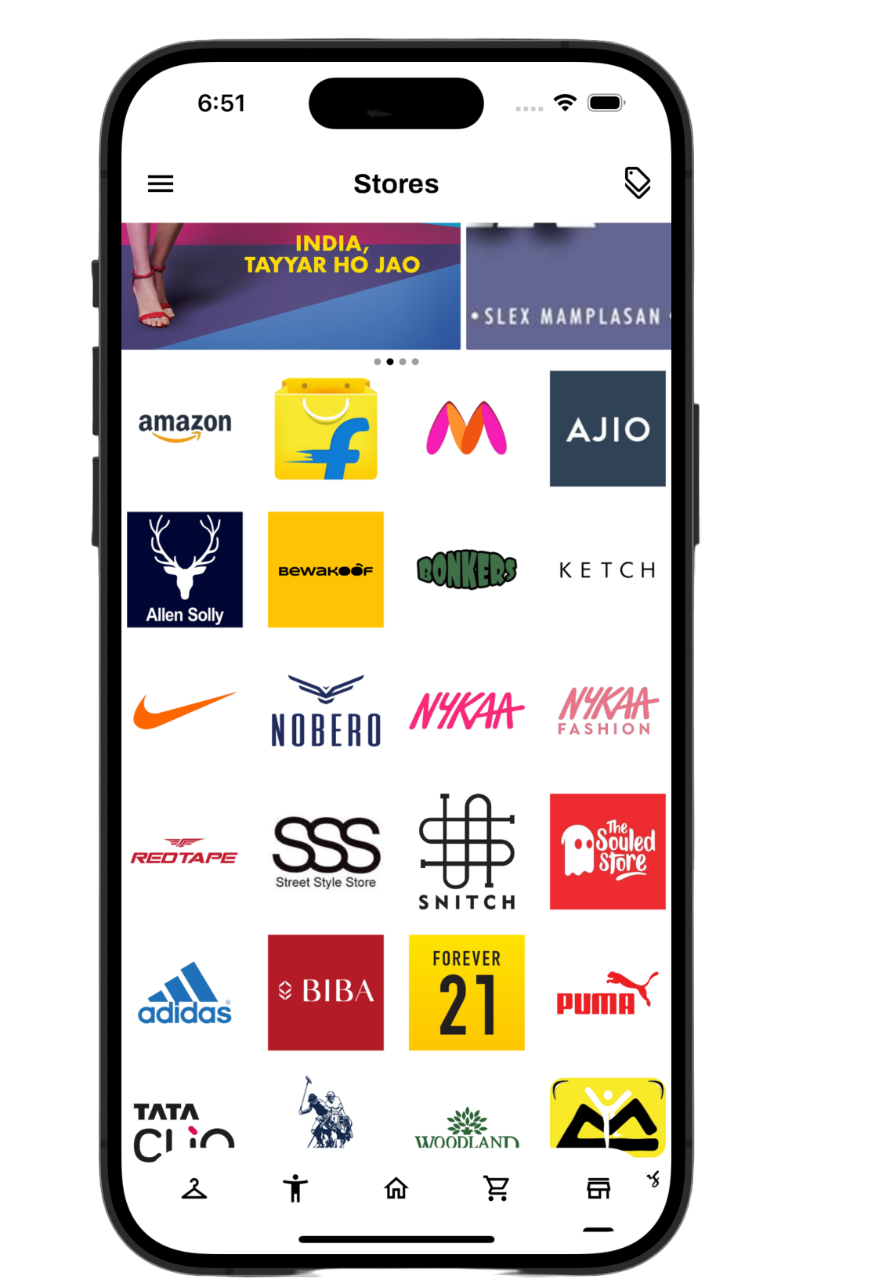 6:51
Stores
INDIA,
TAYYAR HO JAO
• SLEX MAMPLASAN
amazon
AJIO
Allen Solly
BEWAKOOF
BONKERS
KETCH
NOBERO
NYKAA
NYKAA
FASHION
REDTAPE
SSS
Street Style Store
SNITCH
The
Souled
Store
adidas
BIBA
FOREVER
21
PUMA
TATA
CLiQ
WOODLAND